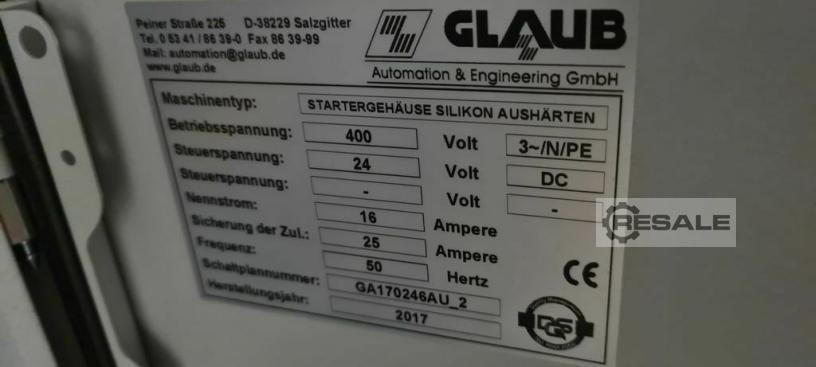 Peiner Straße 225 D-38229 Salzgitter
Tel. 0 53 41 / 86 39-0 Fax 86 39-99
Mail: automation@glaub.de
www.glaub.de
GLAUB
Automation & Engineering GmbH
Maschinentyp: STARTERGEHÄUSE SILIKON AUSHÄRTEN
Betriebsspannung: 400 Volt 3~/N/PE
Steuerspannung: 24 Volt DC
Steuerspannung: - Volt -
Nennstrom: 16 Ampere
Sicherung der Zul.: 25 Ampere
Frequenz: 50 Hertz
Schaltplannummer: GA170246AU_2
Herstellungsjahr: 2017
CE
DQS
RESALE